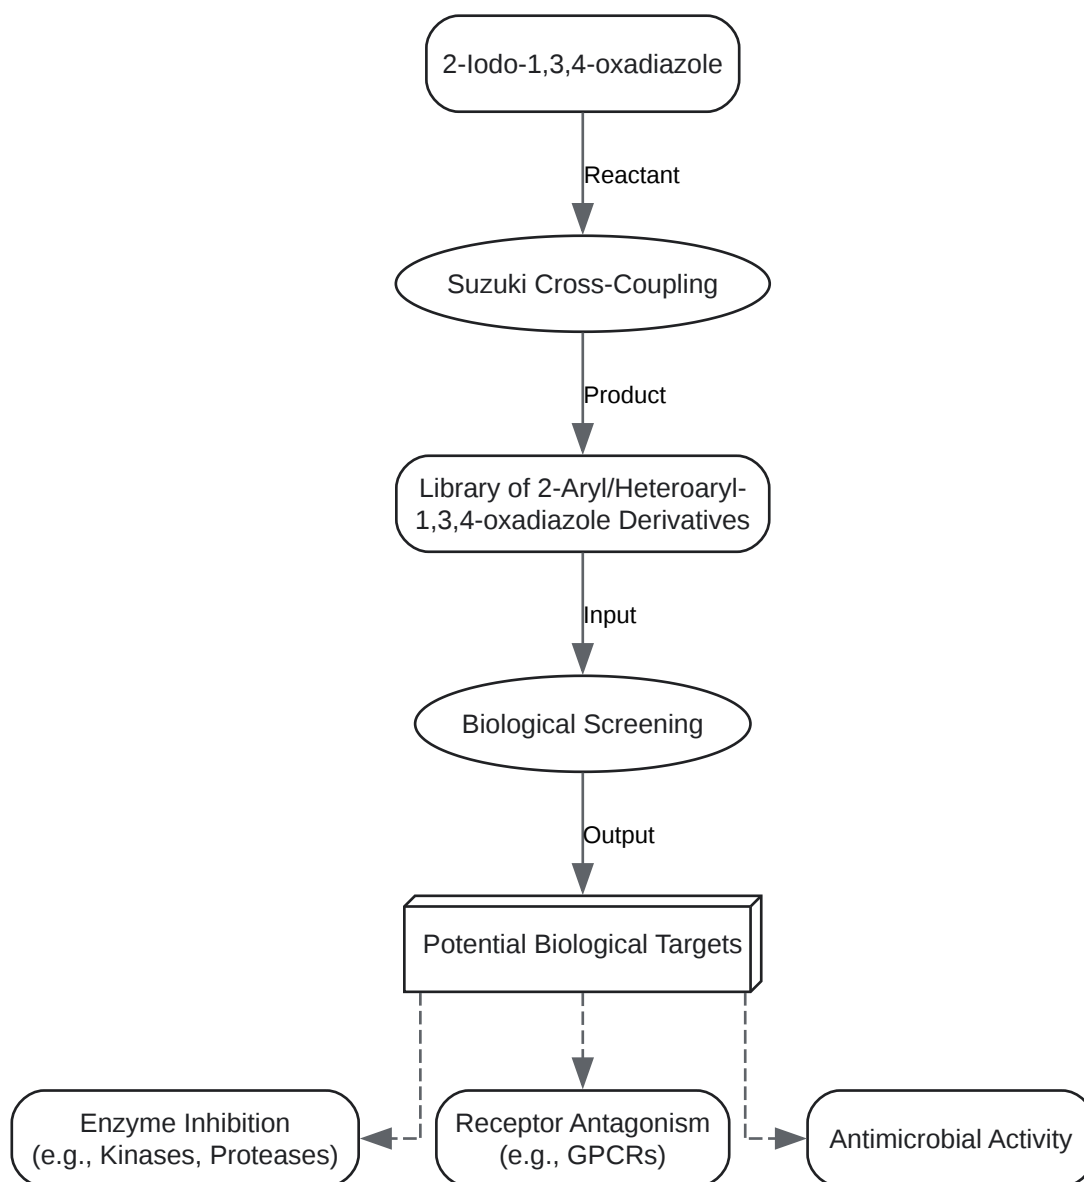 2-Iodo-1,3,4-oxadiazole
Reactant
Suzuki Cross-Coupling
Product
Library of 2-Aryl/Heteroaryl-
1,3,4-oxadiazole Derivatives
Input
Biological Screening
Output
Potential Biological Targets
Enzyme Inhibition
(e.g., Kinases, Proteases)
Receptor Antagonism
(e.g., GPCRs)
Antimicrobial Activity